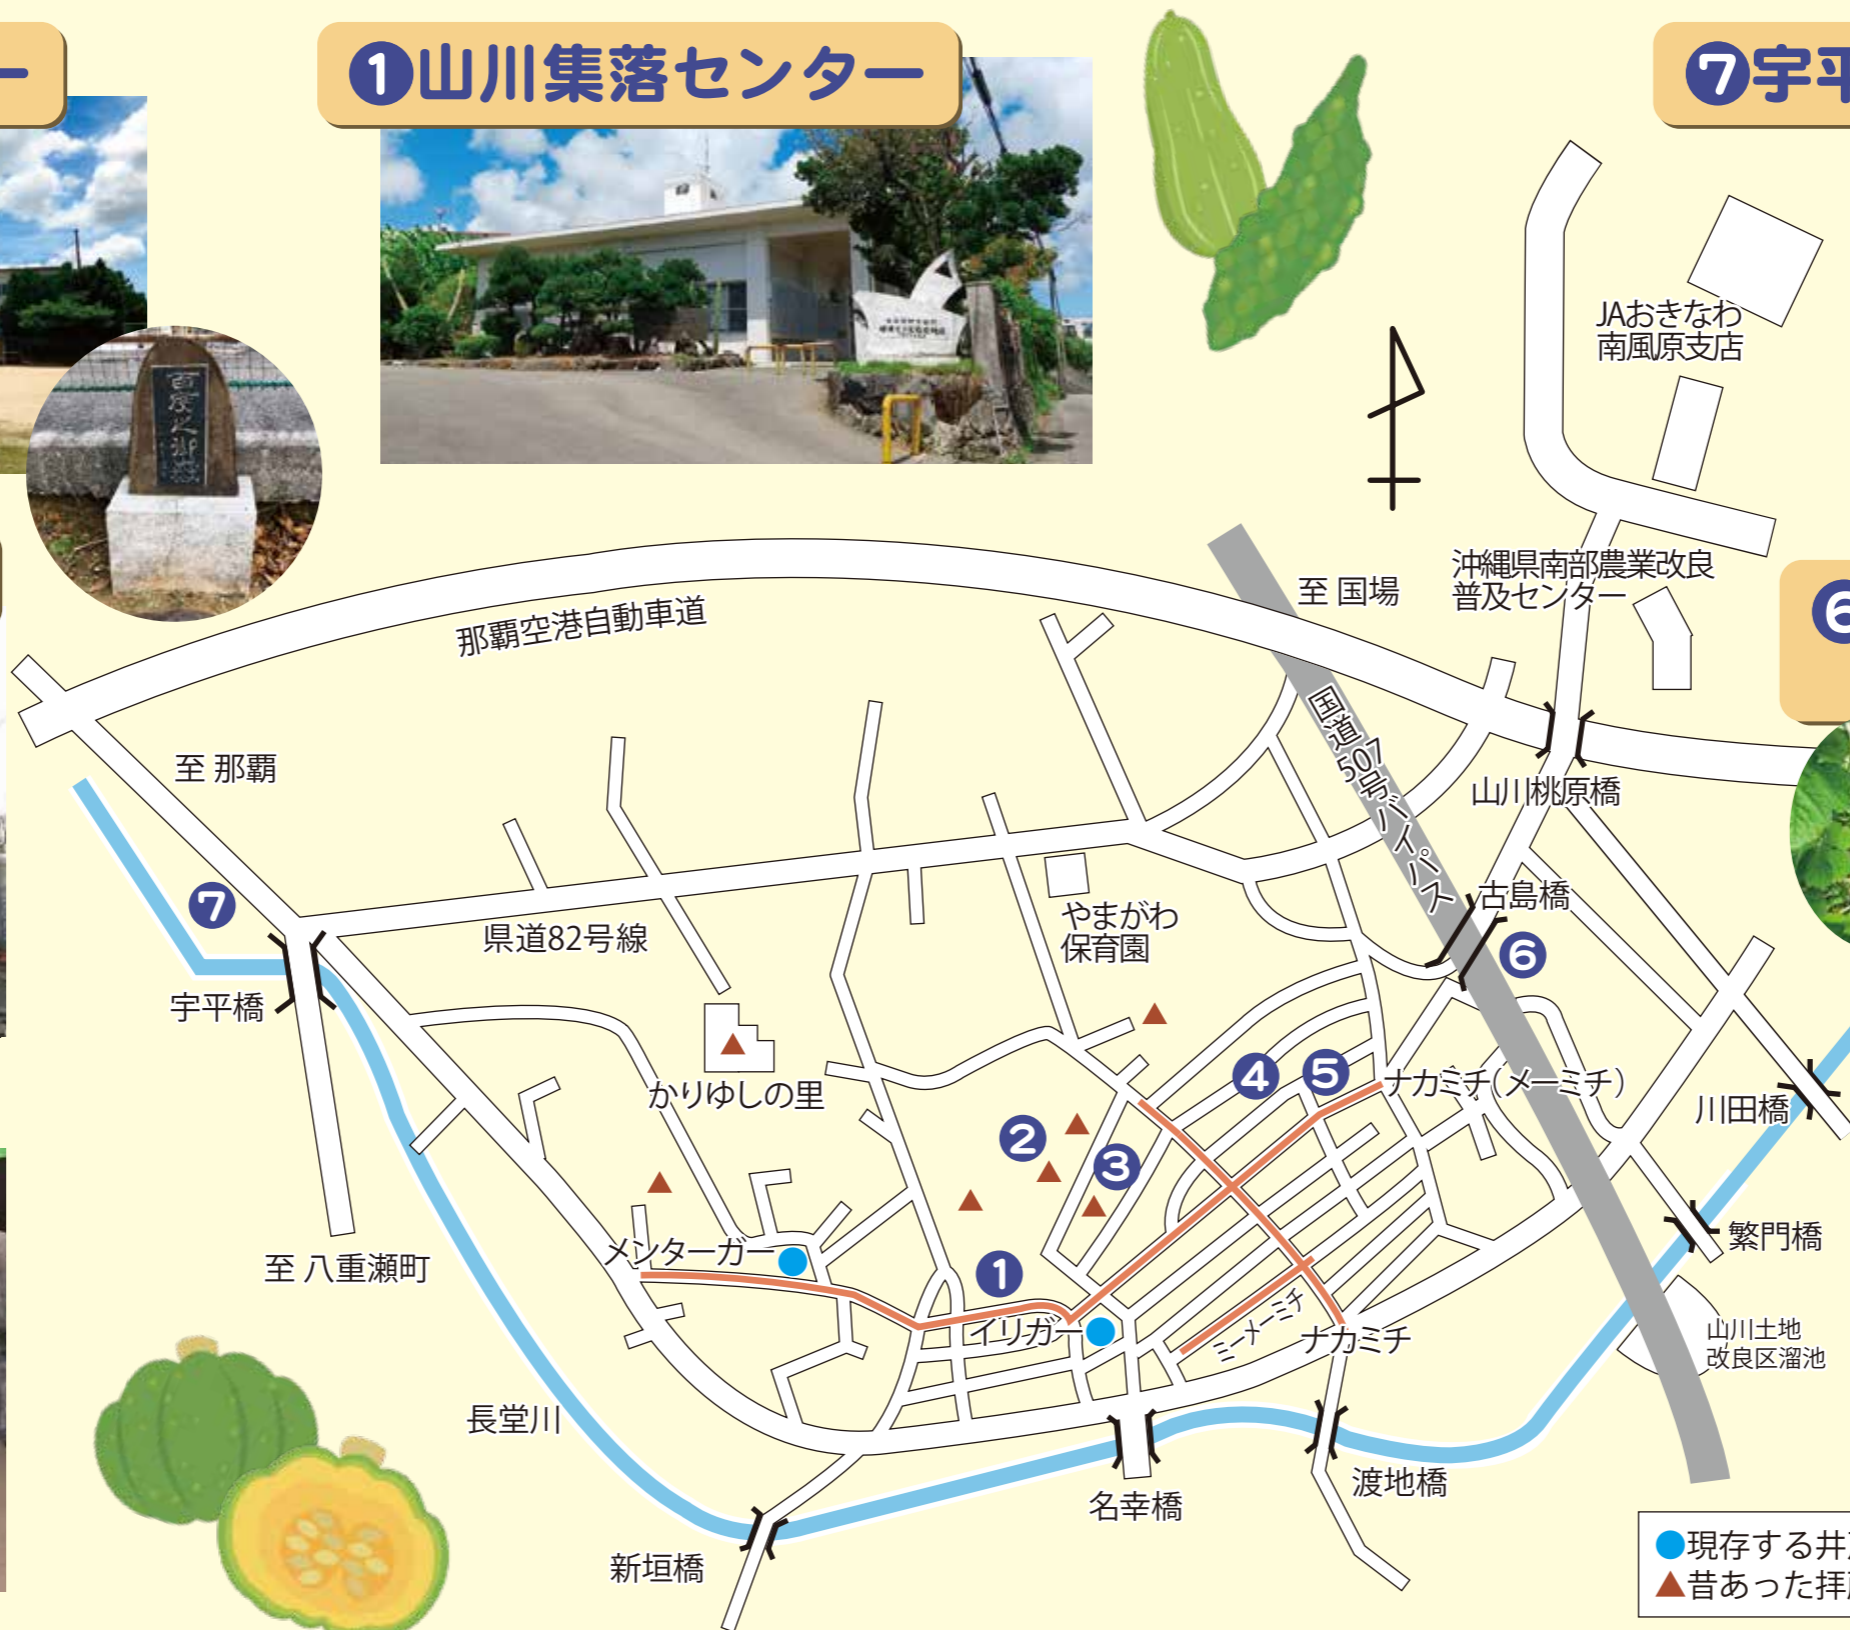 ー
❶山川集落センター
❼宇平
JAおきなわ
南風原支店
沖縄県南部農業改良
普及センター
至 国場
❻
那覇空港自動車道
国道507号バイパス
至 那覇
山川桃原橋
❼
古島橋
県道82号線
やまがわ
保育園
❻
宇平橋
かりゆしの里
❹
❺
ナカミチ(メーミチ)
川田橋
❷
❸
メンターガー
繁門橋
至 八重瀬町
❶
イリガー
ミーメーミチ
ナカミチ
山川土地
改良区溜池
長堂川
渡地橋
名幸橋
新垣橋
●現存する井
▲昔あった拝